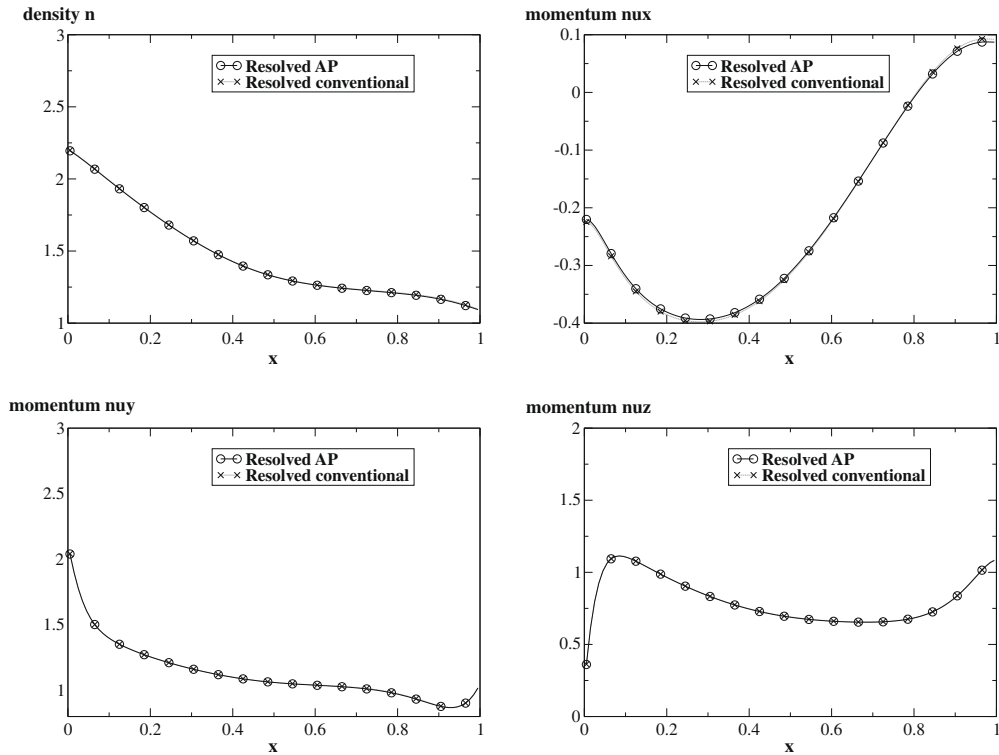 density n
3
2.5
2
1.5
1
0 0.2 0.4 0.6 0.8 1
x
Resolved AP
Resolved conventional
momentum nux
0.1
0
-0.1
-0.2
-0.3
-0.4
0 0.2 0.4 0.6 0.8 1
x
Resolved AP
Resolved conventional
momentum nuy
3
2.5
2
1.5
1
0 0.2 0.4 0.6 0.8 1
x
Resolved AP
Resolved conventional
momentum nuz
2
1.5
1
0.5
0
0 0.2 0.4 0.6 0.8 1
x
Resolved AP
Resolved conventional